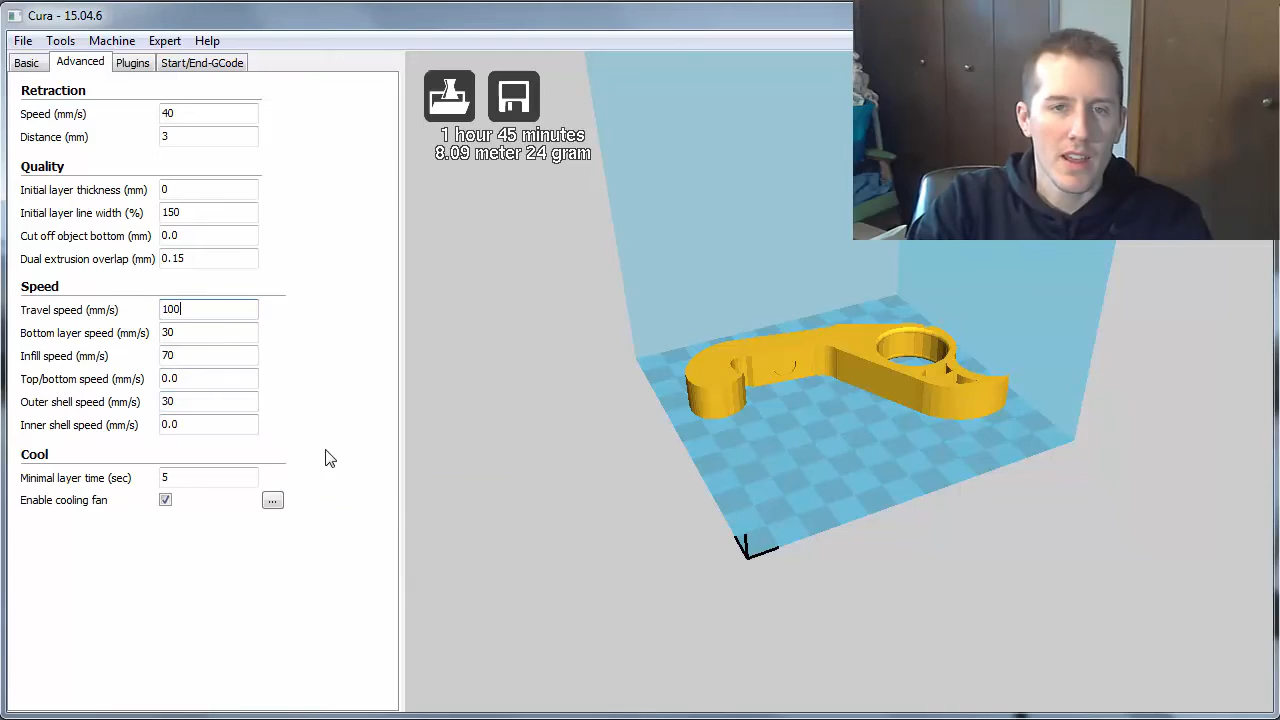 Cura - 15.04.6
File Tools Machine Expert Help
Basic Advanced Plugins Start/End-GCode
Retraction
Speed (mm/s) 40
Distance (mm) 3
Quality
Initial layer thickness (mm) 0
Initial layer line width (%) 150
Cut off object bottom (mm) 0.0
Dual extrusion overlap (mm) 0.15
Speed
Travel speed (mm/s) 100
Bottom layer speed (mm/s) 30
Infill speed (mm/s) 70
Top/bottom speed (mm/s) 0.0
Outer shell speed (mm/s) 30
Inner shell speed (mm/s) 0.0
Cool
Minimal layer time (sec) 5
Enable cooling fan ...
1 hour 45 minutes
8.09 meter 24 gram